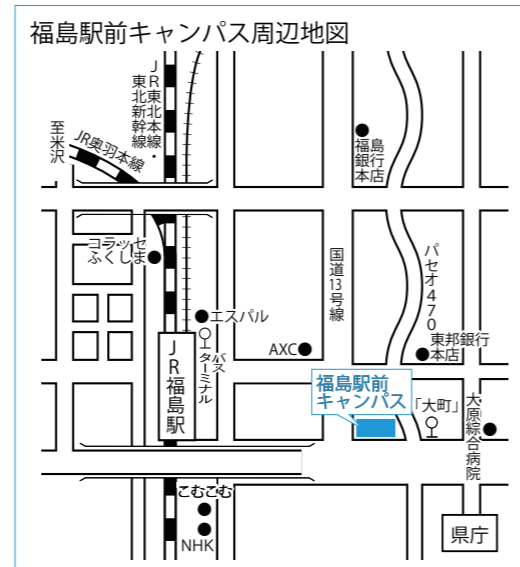 福島駅前キャンパス周辺地図
JR東北本線・
東北新幹線
至米沢
JR奥羽本線
福島
銀行
本店
コラッセ
ふくしま
国道13号線
パセオ470
エスパル
バス
ターミナル
AXC
東邦銀行
本店
JR福島駅
福島駅前
キャンパス
「大町」
大原綜合病院
こむこむ
NHK
県庁